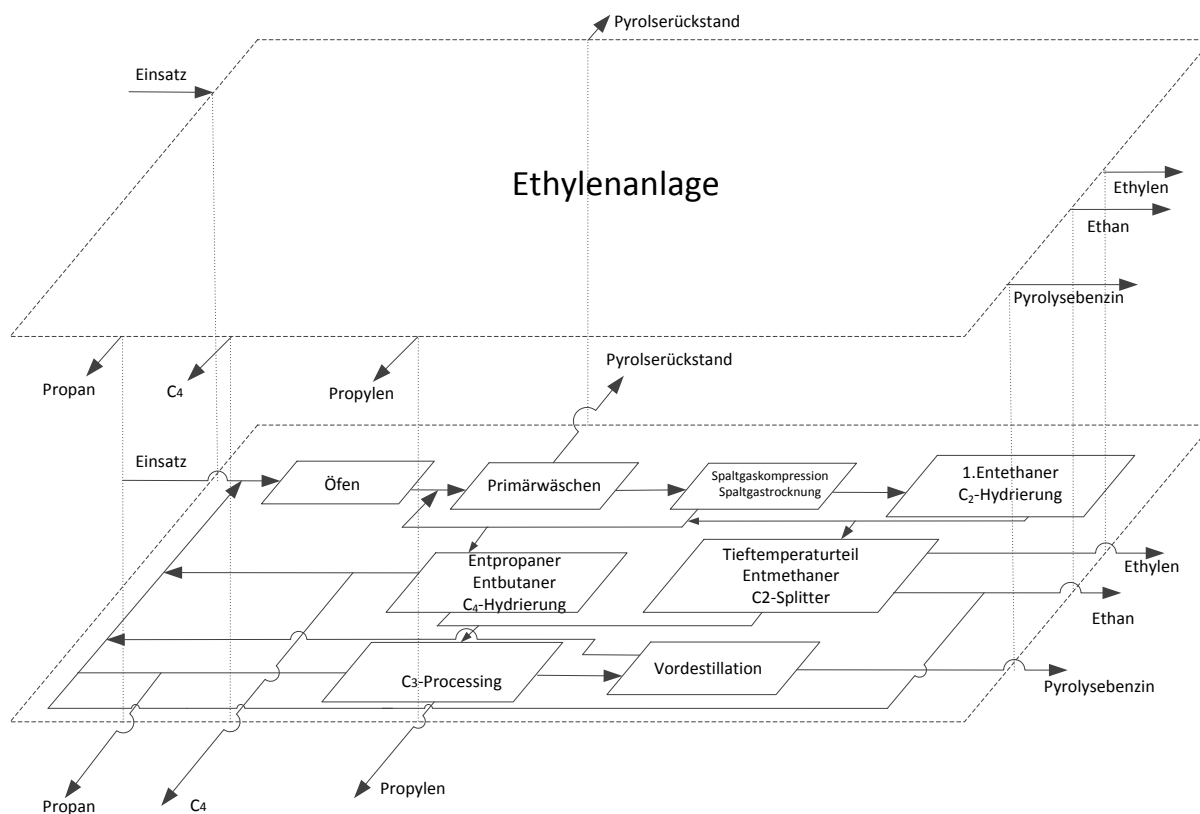 Pyrolserückstand
Einsatz
Ethylenanlage
Ethylen
Ethan
Pyrolysebenzin
Propan
C4
Propylen
Pyrolserückstand
Einsatz
Öfen
Primärwäschen
Spaltgaskompression
Spaltgastrocknung
1.Entethaner
C2-Hydrierung
Entpropaner
Entbutaner
C4-Hydrierung
Tieftemperaturteil
Entmethaner
C2-Splitter
Ethylen
Ethan
C3-Processing
Vordestillation
Pyrolysebenzin
Propan
C4
Propylen